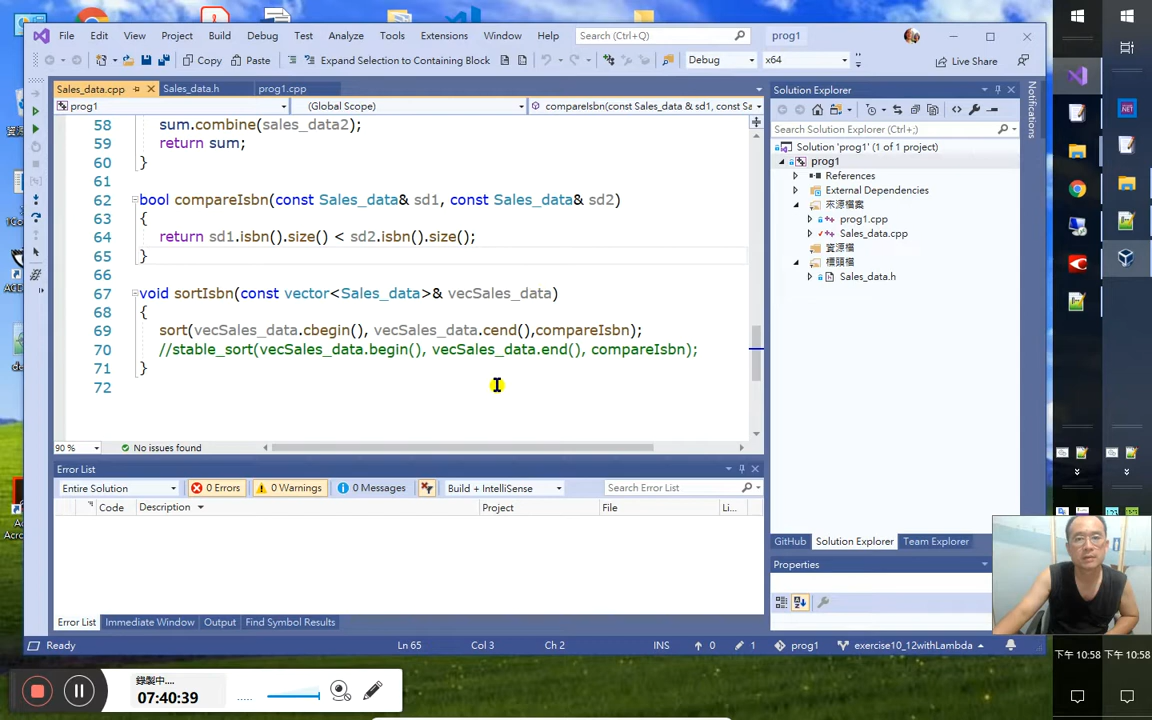 File Edit View Project Build Debug Test Analyze Tools Extensions Window Help Search (Ctrl+Q) prog1
Copy Paste Expand Selection to Containing Block Debug x64 Live Share
Sales_data.cpp Sales_data.h prog1.cpp
prog1 (Global Scope) compareIsbn(const Sales_data & sd1, const Sa
58 sum.combine(sales_data2);
59 return sum;
60 }
61
62 bool compareIsbn(const Sales_data& sd1, const Sales_data& sd2)
63 {
64 return sd1.isbn().size() < sd2.isbn().size();
65 }
66
67 void sortIsbn(const vector<Sales_data>& vecSales_data)
68 {
69 sort(vecSales_data.cbegin(), vecSales_data.cend(),compareIsbn);
70 //stable_sort(vecSales_data.begin(), vecSales_data.end(), compareIsbn);
71 }
72
90 % No issues found
Error List
Entire Solution 0 Errors 0 Warnings 0 Messages Build + IntelliSense Search Error List
Code Description Project File Li...
Error List Immediate Window Output Find Symbol Results
Solution Explorer
Search Solution Explorer (Ctrl+;)
Solution 'prog1' (1 of 1 project)
prog1
References
External Dependencies
來源檔案
prog1.cpp
Sales_data.cpp
資源檔
標頭檔
Sales_data.h
GitHub Solution Explorer Team Explorer
Properties
Notifications
Ready Ln 65 Col 3 Ch 2 INS 0 1 prog1 exercise10_12withLambda
錄製中....
07:40:39
下午 10:58 下午 10:58